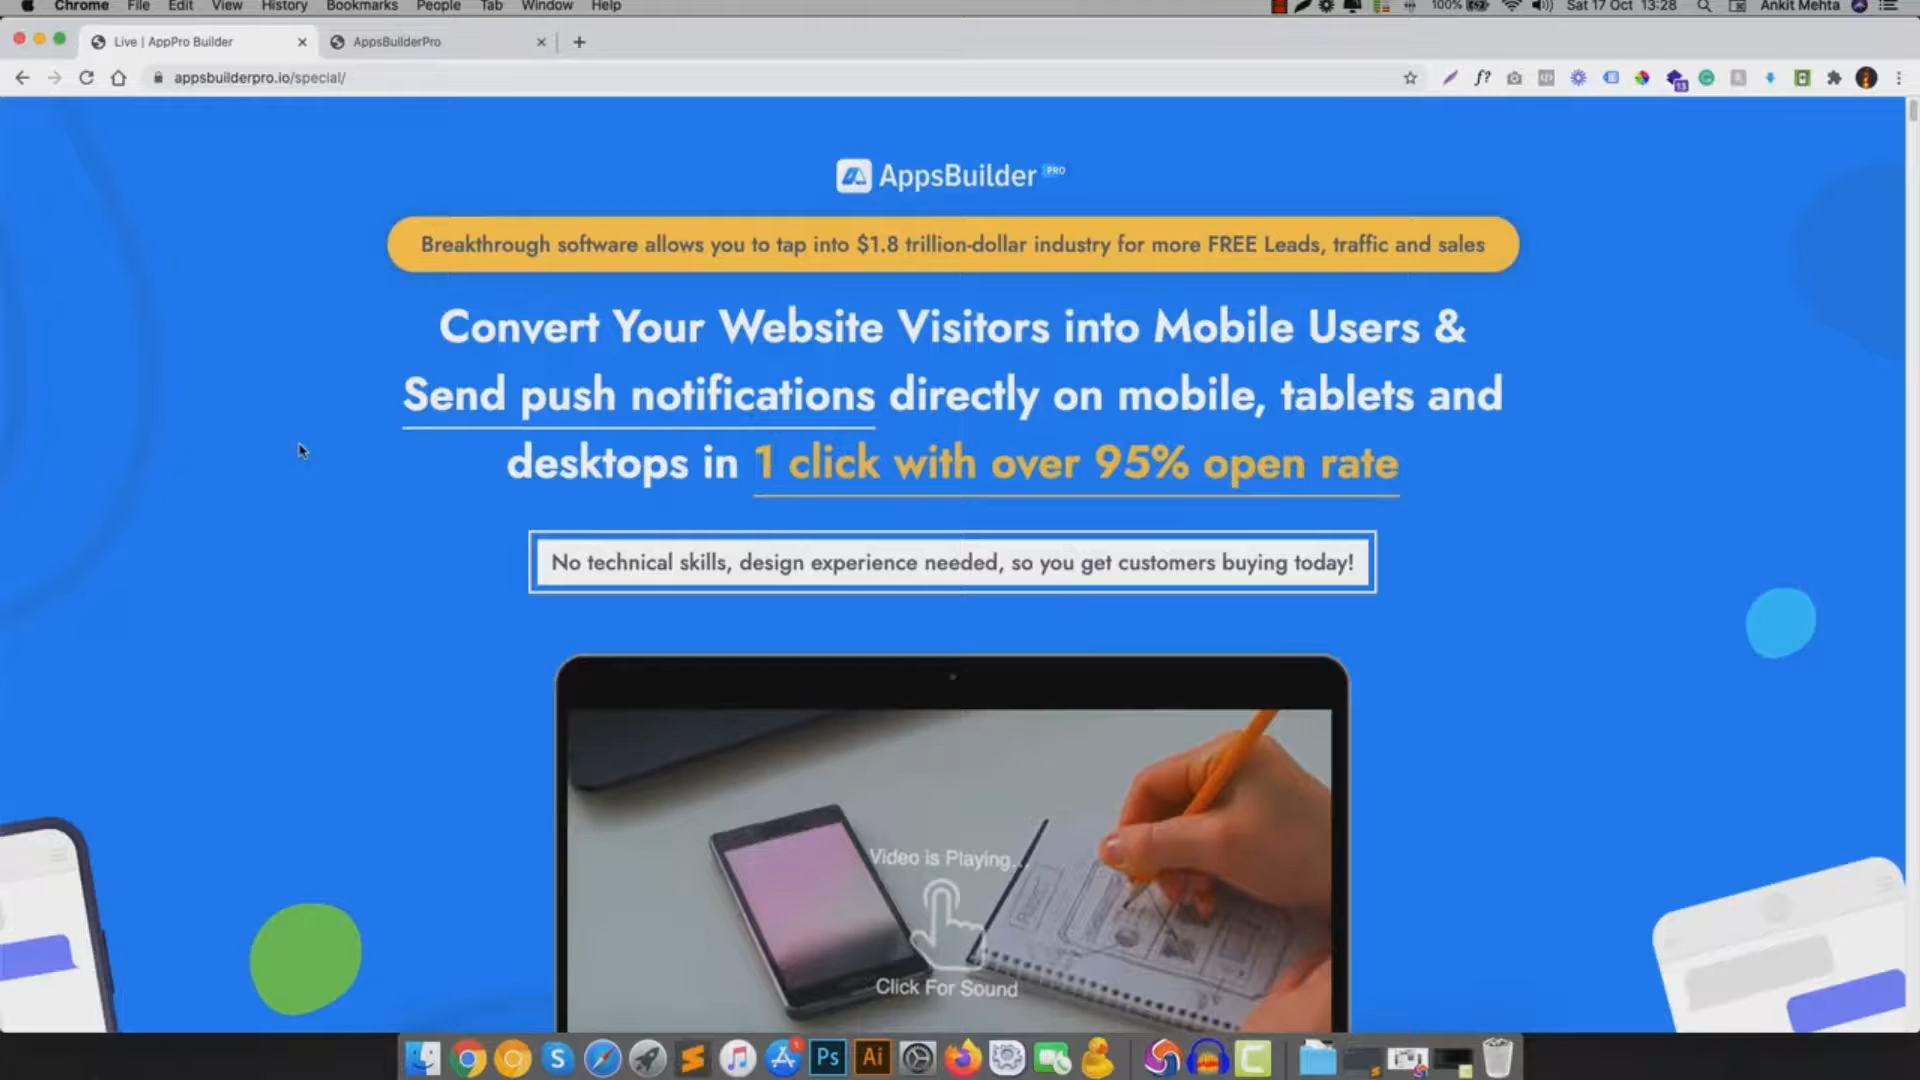 Chrome File Edit View History Bookmarks People Tab Window Help 100% Sat 17 Oct 13:28 Ankit Mehta
Live | AppPro Builder AppsBuilderPro
appsbuilderpro.io/special/ f? 13
AppsBuilder PRO
Breakthrough software allows you to tap into $1.8 trillion-dollar industry for more FREE Leads, traffic and sales
Convert Your Website Visitors into Mobile Users &
Send push notifications directly on mobile, tablets and
desktops in 1 click with over 95% open rate
No technical skills, design experience needed, so you get customers buying today!
Video is Playing...
Click For Sound
Ps Ai